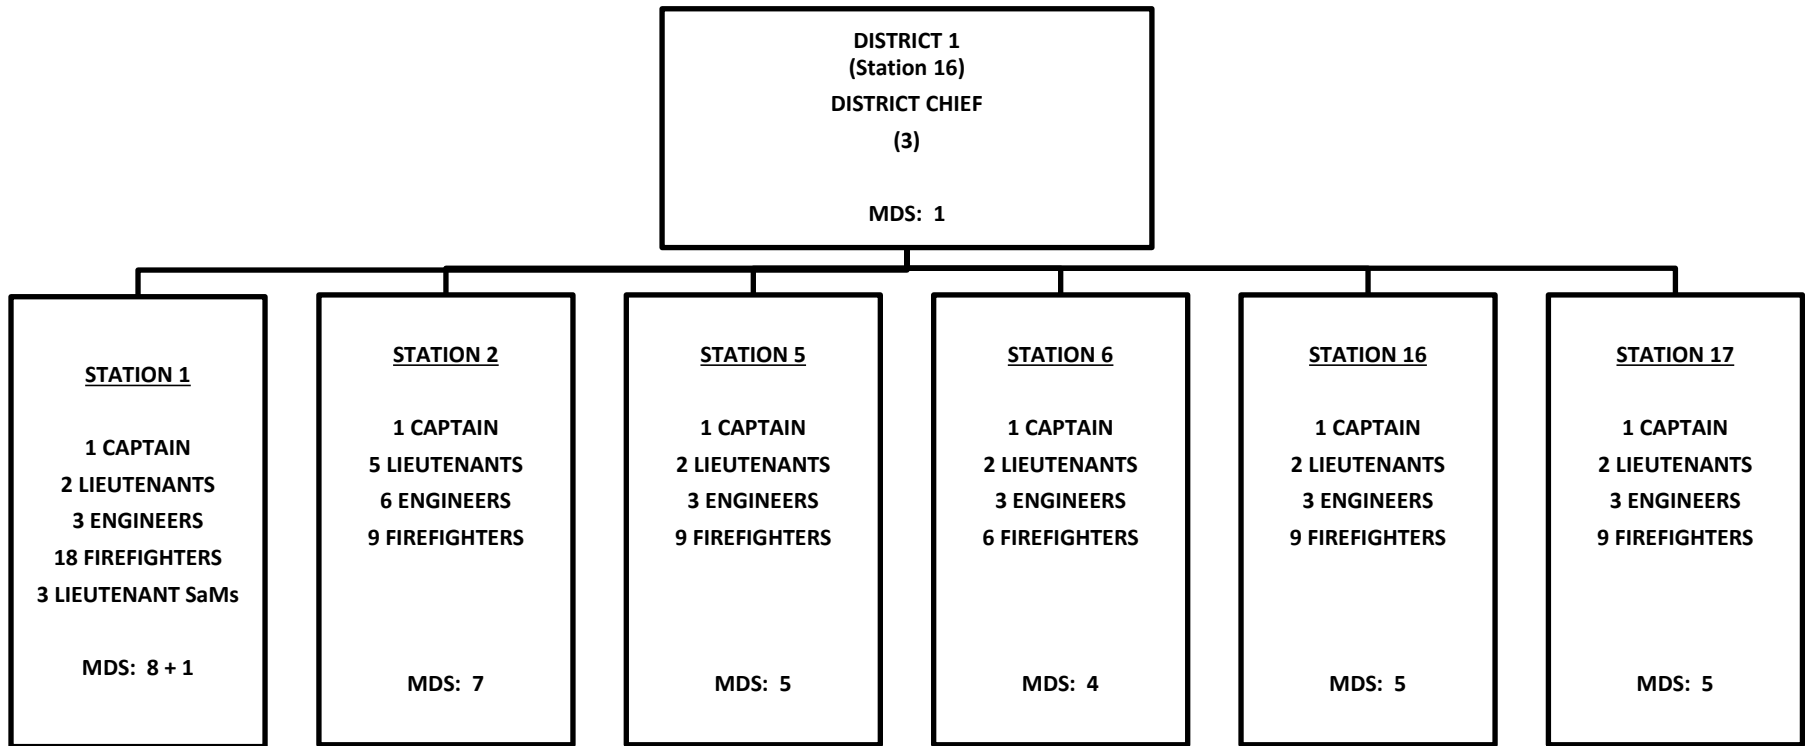 DISTRICT 1
(Station 16)
DISTRICT CHIEF
(3)
MDS: 1
STATION 1
1 CAPTAIN
2 LIEUTENANTS
3 ENGINEERS
18 FIREFIGHTERS
3 LIEUTENANT SaMs
MDS: 8 + 1
STATION 2
1 CAPTAIN
5 LIEUTENANTS
6 ENGINEERS
9 FIREFIGHTERS
MDS: 7
STATION 5
1 CAPTAIN
2 LIEUTENANTS
3 ENGINEERS
9 FIREFIGHTERS
MDS: 5
STATION 6
1 CAPTAIN
2 LIEUTENANTS
3 ENGINEERS
6 FIREFIGHTERS
MDS: 4
STATION 16
1 CAPTAIN
2 LIEUTENANTS
3 ENGINEERS
9 FIREFIGHTERS
MDS: 5
STATION 17
1 CAPTAIN
2 LIEUTENANTS
3 ENGINEERS
9 FIREFIGHTERS
MDS: 5